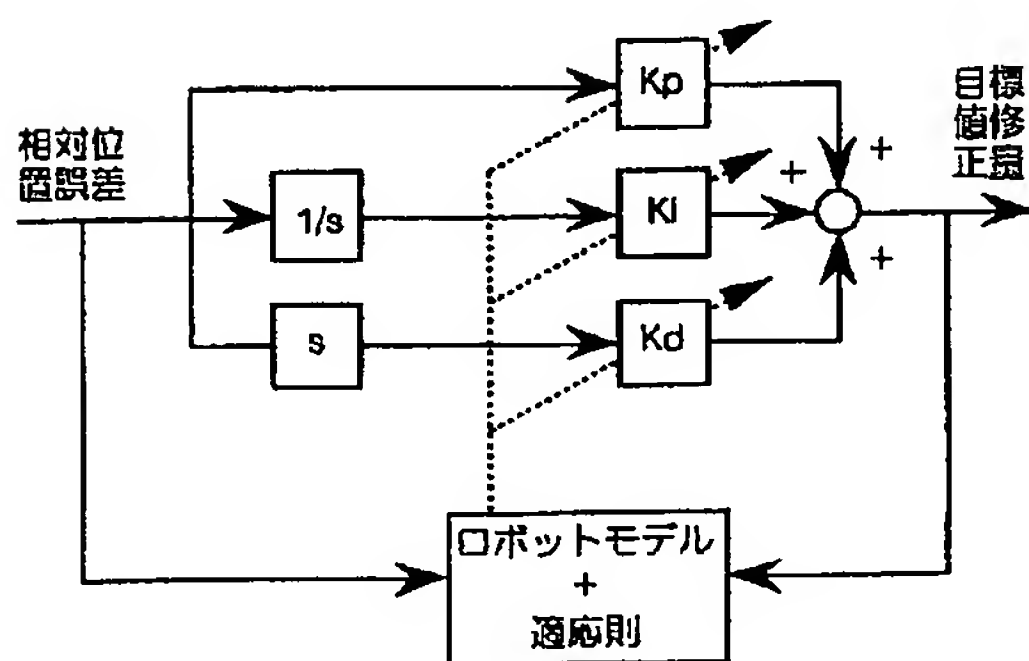 Kp
目標
値修
正量
相対位
置誤差
+
+
1/s
Ki
+
s
Kd
ロボットモデル
+
適応則